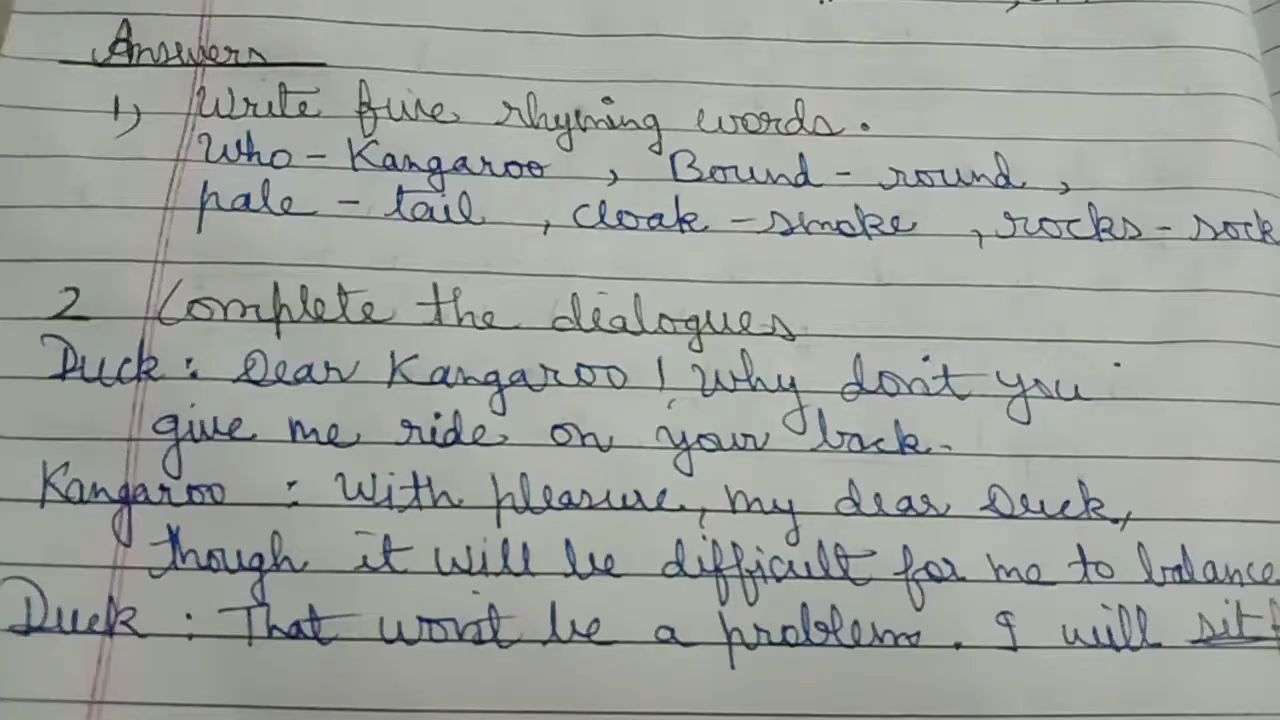 Answers
1) Write five rhyming words.
Who - Kangaroo , Bound - round ,
pale - tail , cloak - smoke , rocks - sock
2 Complete the dialogues
Duck : Dear Kangaroo ! Why don't you
give me ride on your back.
Kangaroo : With pleasure, my dear Duck,
though it will be difficult for me to balance
Duck : That won't be a problem. I will sit